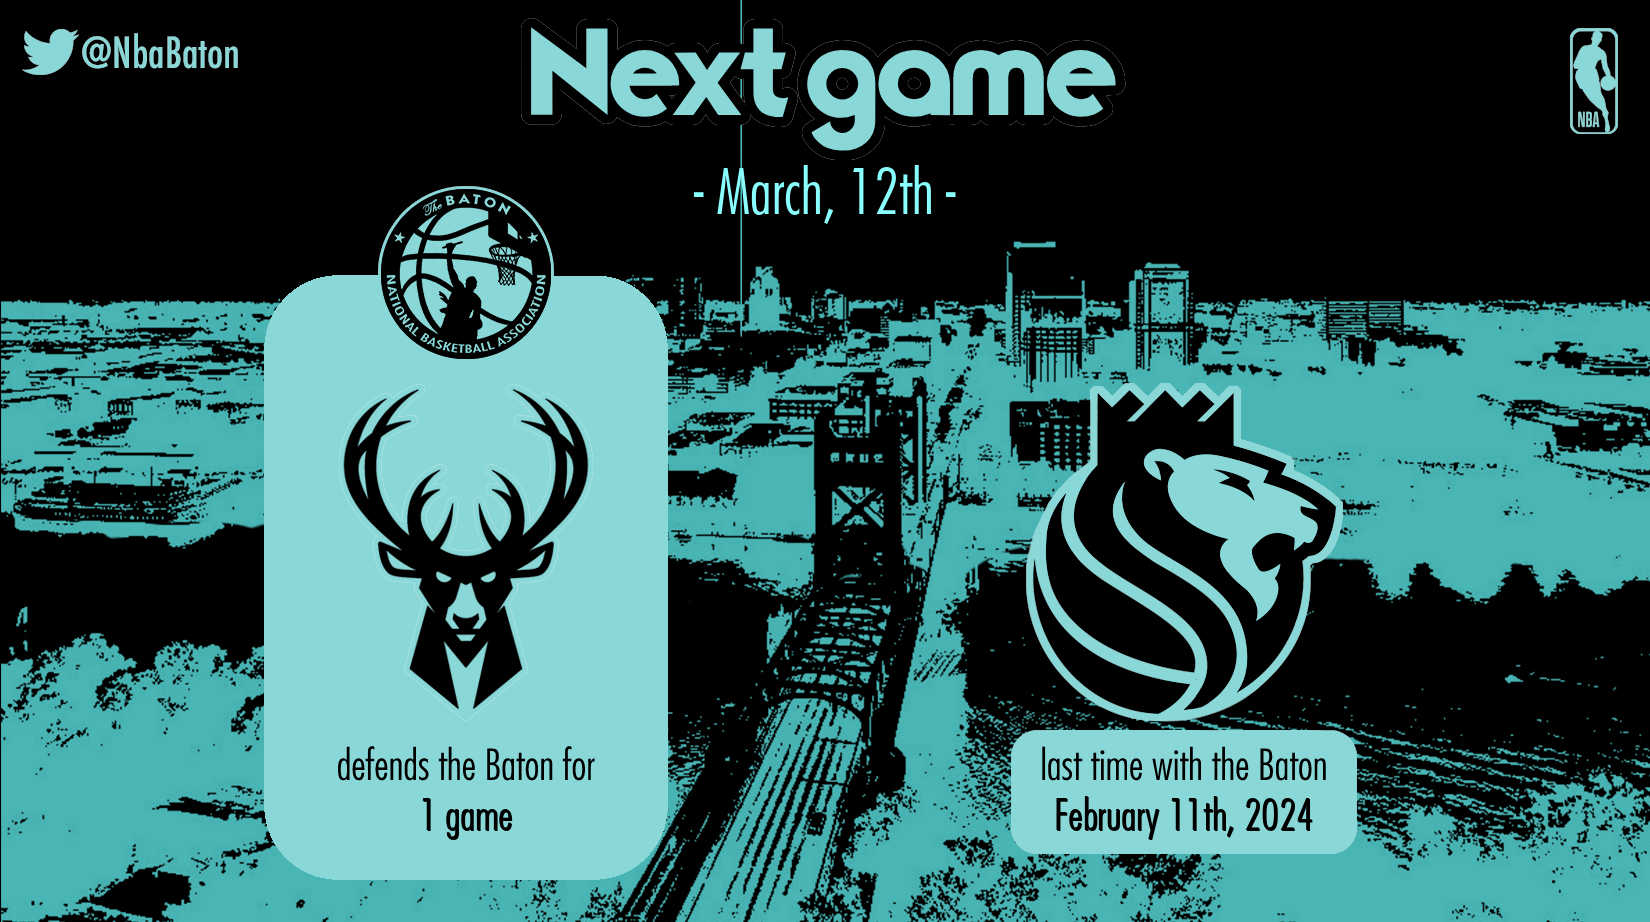 @NbaBaton
Next game
NBA
- March, 12th -
The BATON
NATIONAL BASKETBALL ASSOCIATION
defends the Baton for
1 game
last time with the Baton
February 11th, 2024